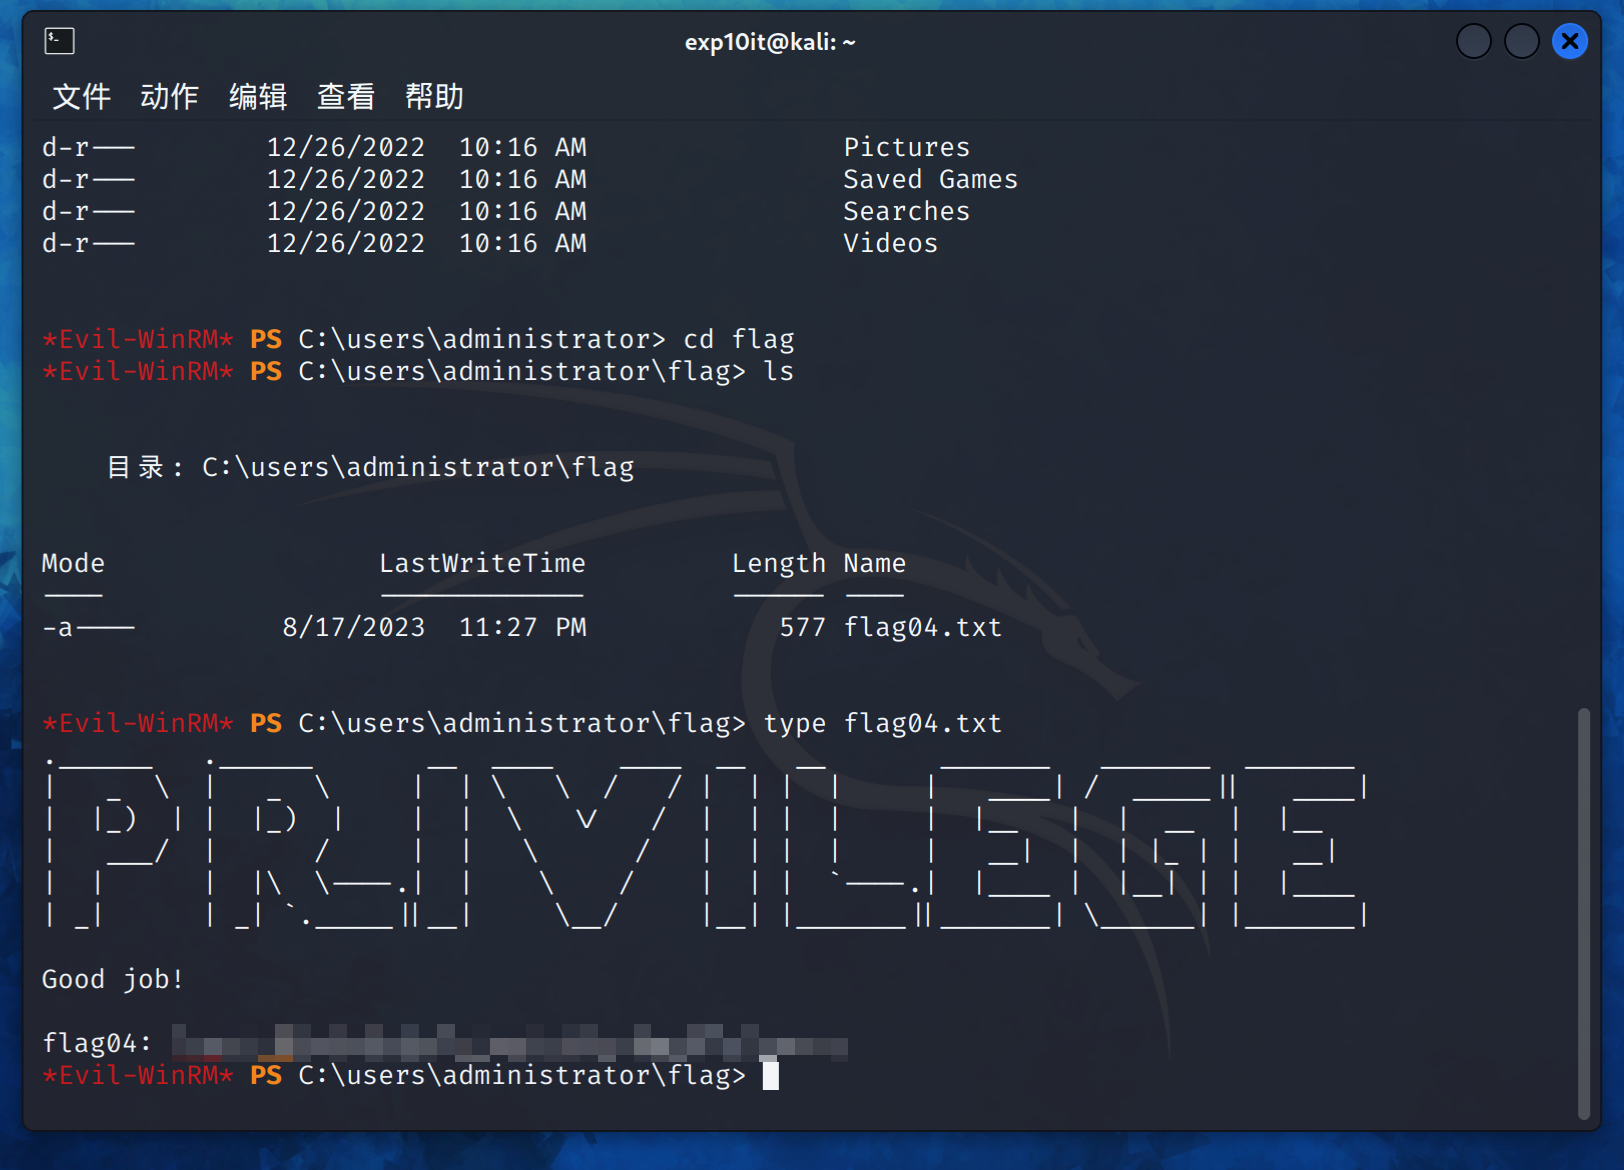 exp10it@kali: ~
文件 动作 编辑 查看 帮助
d-r--- 12/26/2022 10:16 AM Pictures
d-r--- 12/26/2022 10:16 AM Saved Games
d-r--- 12/26/2022 10:16 AM Searches
d-r--- 12/26/2022 10:16 AM Videos
*Evil-WinRM* PS C:\users\administrator> cd flag
*Evil-WinRM* PS C:\users\administrator\flag> ls
目录: C:\users\administrator\flag
Mode LastWriteTime Length Name
---- ------------- ------ ----
-a---- 8/17/2023 11:27 PM 577 flag04.txt
*Evil-WinRM* PS C:\users\administrator\flag> type flag04.txt
PRIVILEGE
Good job!
flag04:
*Evil-WinRM* PS C:\users\administrator\flag>